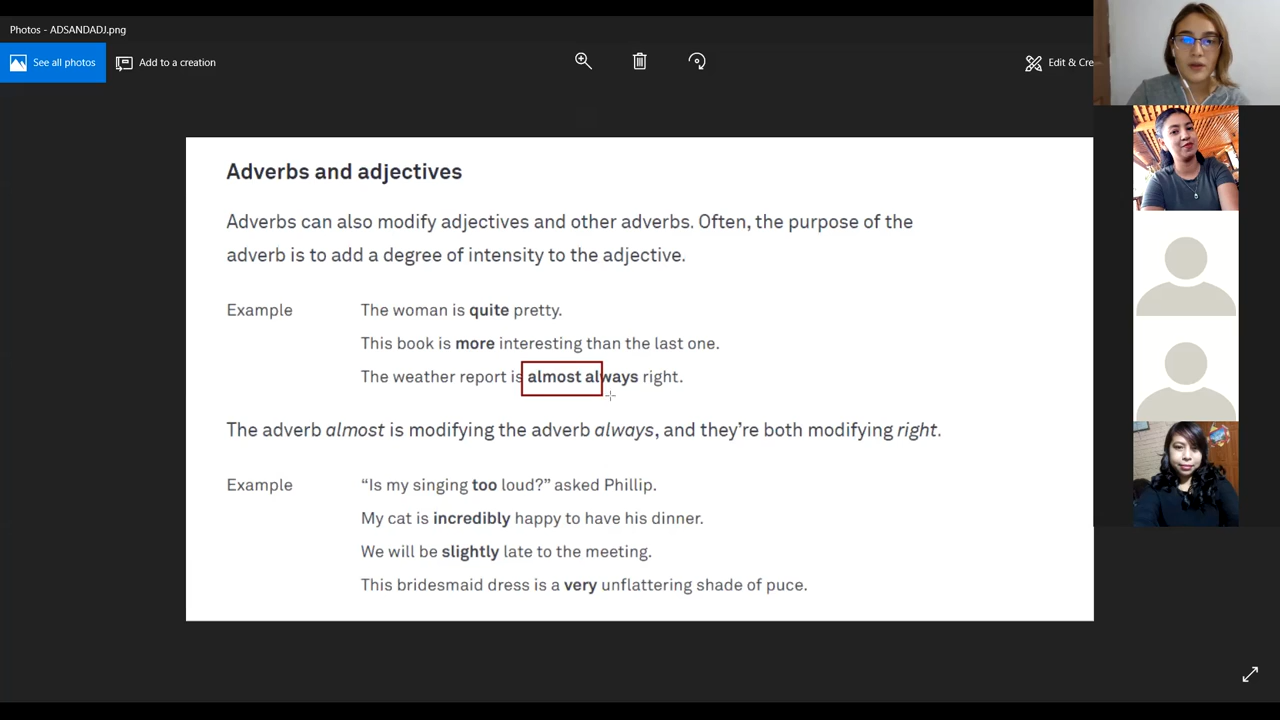 Photos - ADSANDADJ.png
See all photos
Add to a creation
Edit & Cre
Adverbs and adjectives
Adverbs can also modify adjectives and other adverbs. Often, the purpose of the
adverb is to add a degree of intensity to the adjective.
Example The woman is quite pretty.
This book is more interesting than the last one.
The weather report is almost always right.
The adverb almost is modifying the adverb always, and they’re both modifying right.
Example “Is my singing too loud?” asked Phillip.
My cat is incredibly happy to have his dinner.
We will be slightly late to the meeting.
This bridesmaid dress is a very unflattering shade of puce.